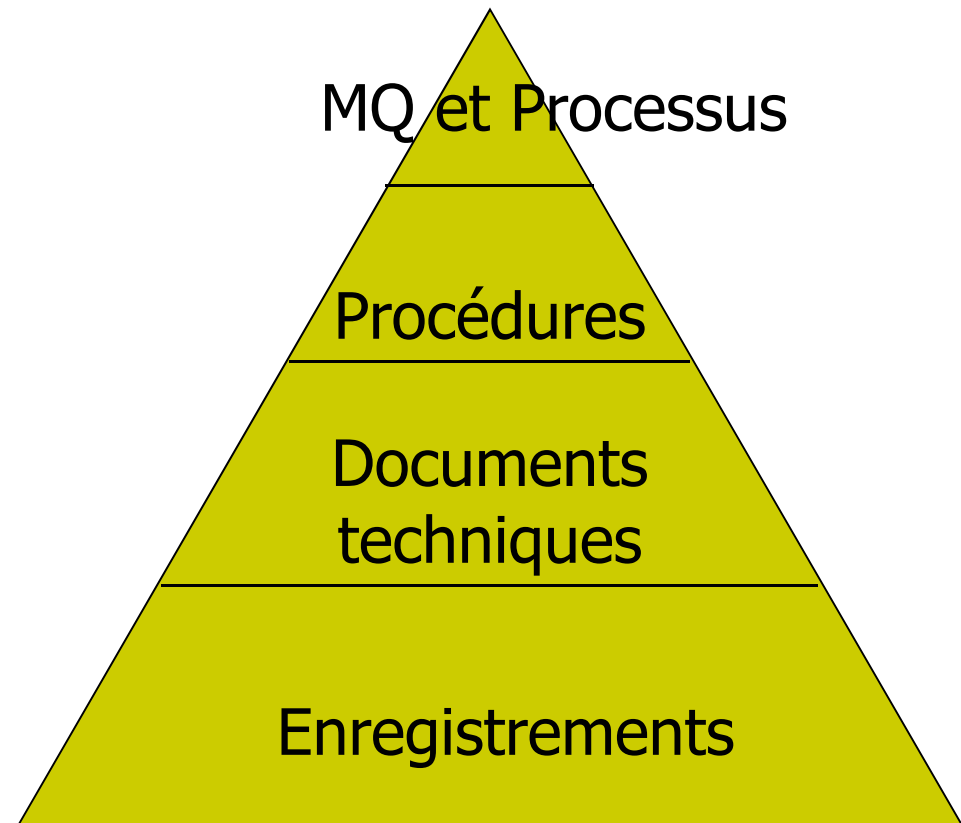 MQ et Processus
Procédures
Documents
techniques
Enregistrements